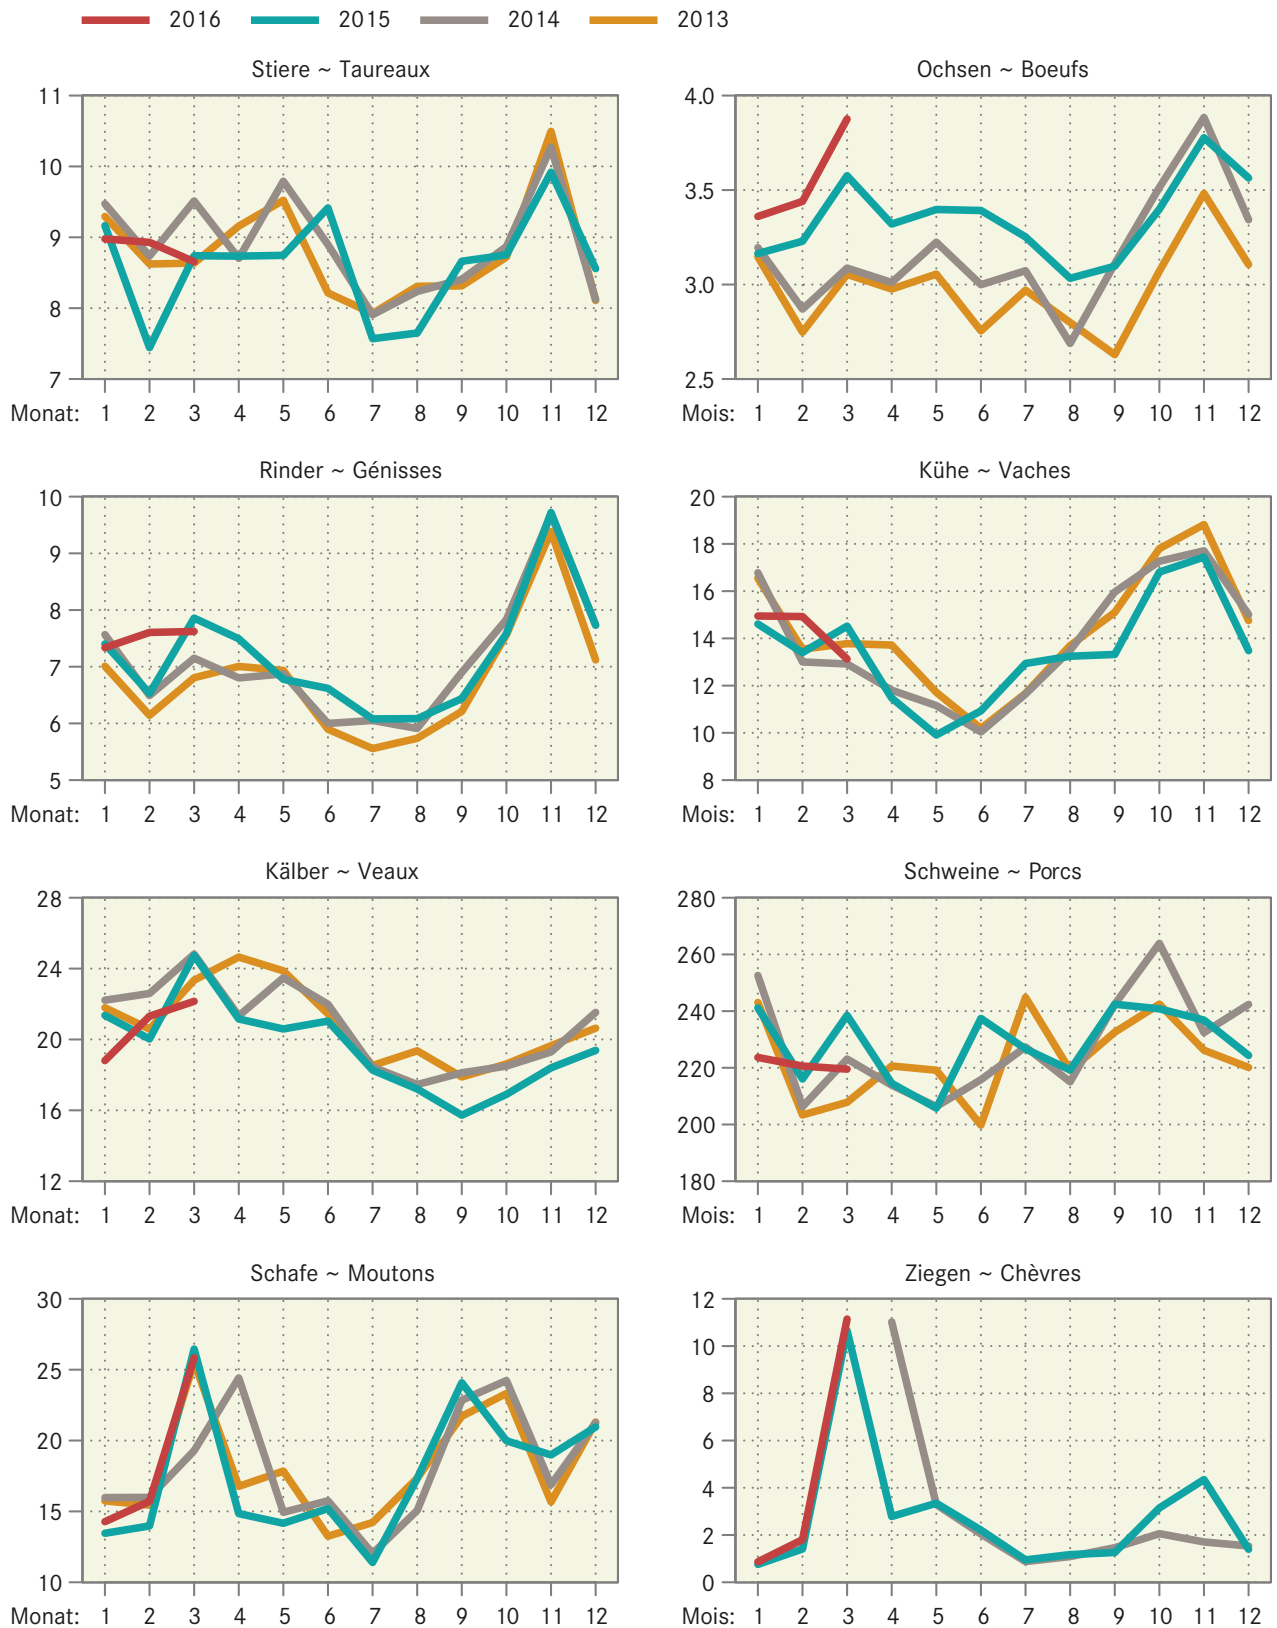 2016 2015 2014 2013
Stiere ~ Taureaux
11
10
9
8
7
Monat: 1 2 3 4 5 6 7 8 9 10 11 12
Ochsen ~ Boeufs
4.0
3.5
3.0
2.5
Mois: 1 2 3 4 5 6 7 8 9 10 11 12
Rinder ~ Génisses
10
9
8
7
6
5
Monat: 1 2 3 4 5 6 7 8 9 10 11 12
Kühe ~ Vaches
20
18
16
14
12
10
8
Mois: 1 2 3 4 5 6 7 8 9 10 11 12
Kälber ~ Veaux
28
24
20
16
12
Monat: 1 2 3 4 5 6 7 8 9 10 11 12
Schweine ~ Porcs
280
260
240
220
200
180
Mois: 1 2 3 4 5 6 7 8 9 10 11 12
Schafe ~ Moutons
30
25
20
15
10
Monat: 1 2 3 4 5 6 7 8 9 10 11 12
Ziegen ~ Chèvres
12
10
8
6
4
2
0
Mois: 1 2 3 4 5 6 7 8 9 10 11 12